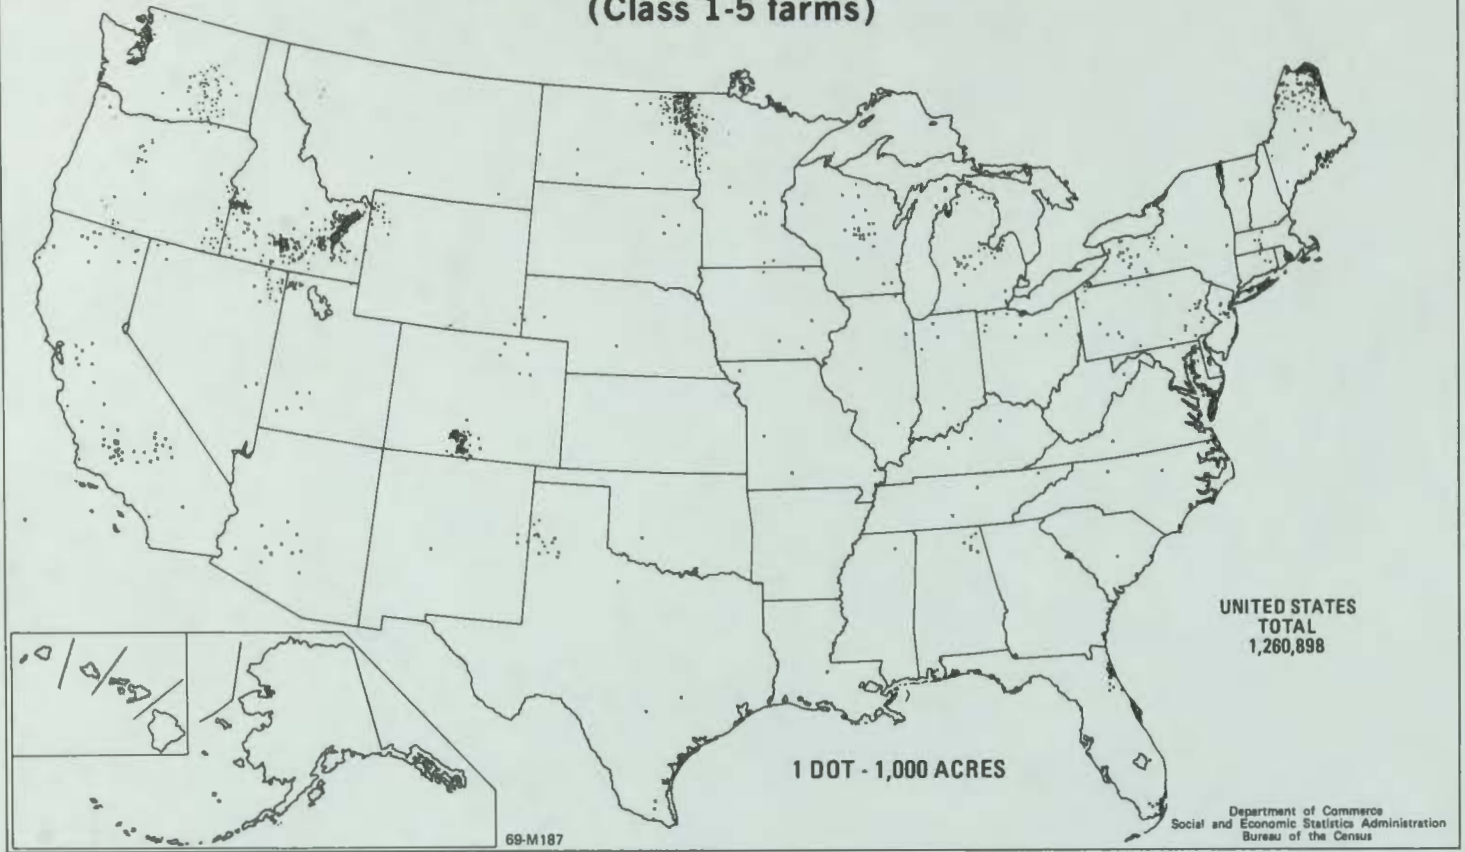 (Class 1-5 farms)
UNITED STATES
TOTAL
1,260,898
1 DOT - 1,000 ACRES
Department of Commerce
Social and Economic Statistics Administration
Bureau of the Census
69-M187